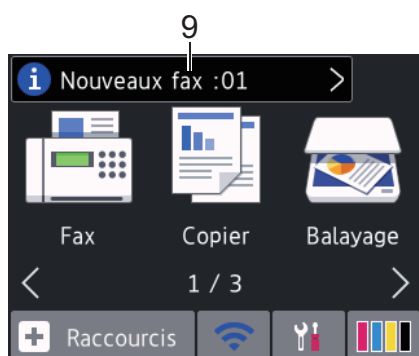 9
Nouveaux fax :01
Fax Copier Balayage
1 / 3
Raccourcis